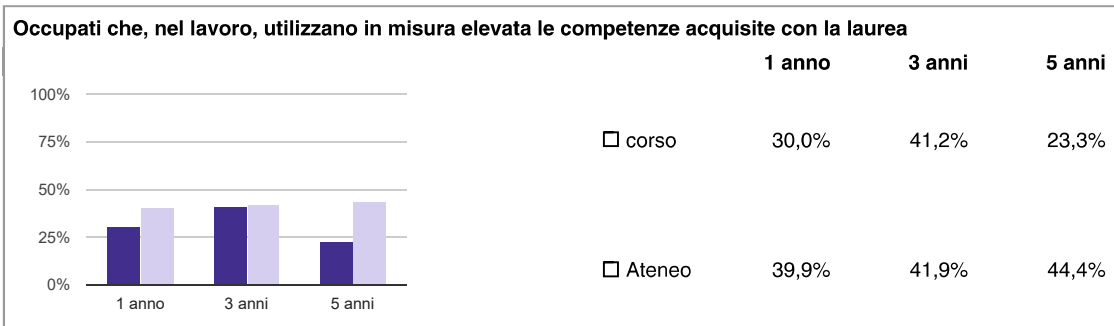 Occupati che, nel lavoro, utilizzano in misura elevata le competenze acquisite con la laurea
1 anno 3 anni 5 anni
100%
75%
50%
25%
0%
1 anno 3 anni 5 anni
corso 30,0% 41,2% 23,3%
Ateneo 39,9% 41,9% 44,4%